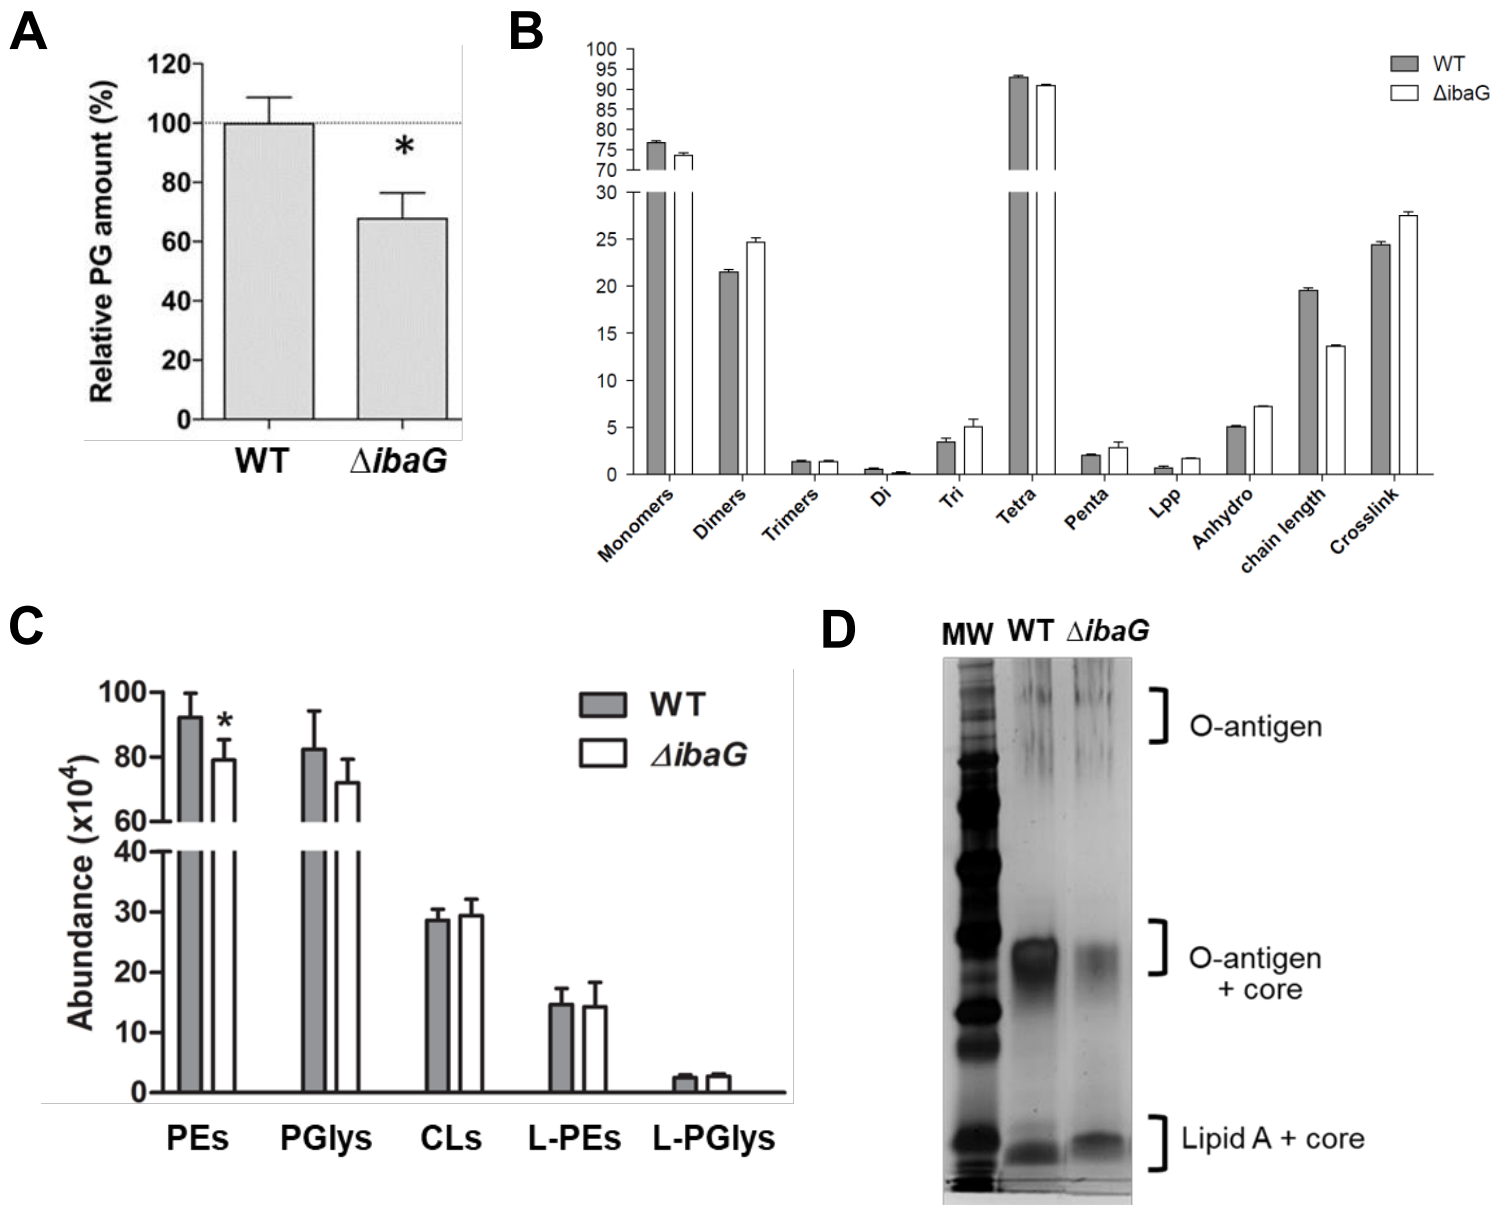 A
Relative PG amount (%)
120
100
80
60
40
20
0
*
WT
ΔibaG
B
100
95
90
85
80
75
70
30
25
20
15
10
5
0
WT
ΔibaG
Monomers
Dimers
Trimers
Di
Tri
Tetra
Penta
Lpp
Anhydro
chain length
Crosslink
C
Abundance (x10⁴)
100
80
60
40
30
20
10
0
*
WT
ΔibaG
PEs
PGlys
CLs
L-PEs
L-PGlys
D
MW WT ΔibaG
O-antigen
O-antigen
+ core
Lipid A + core